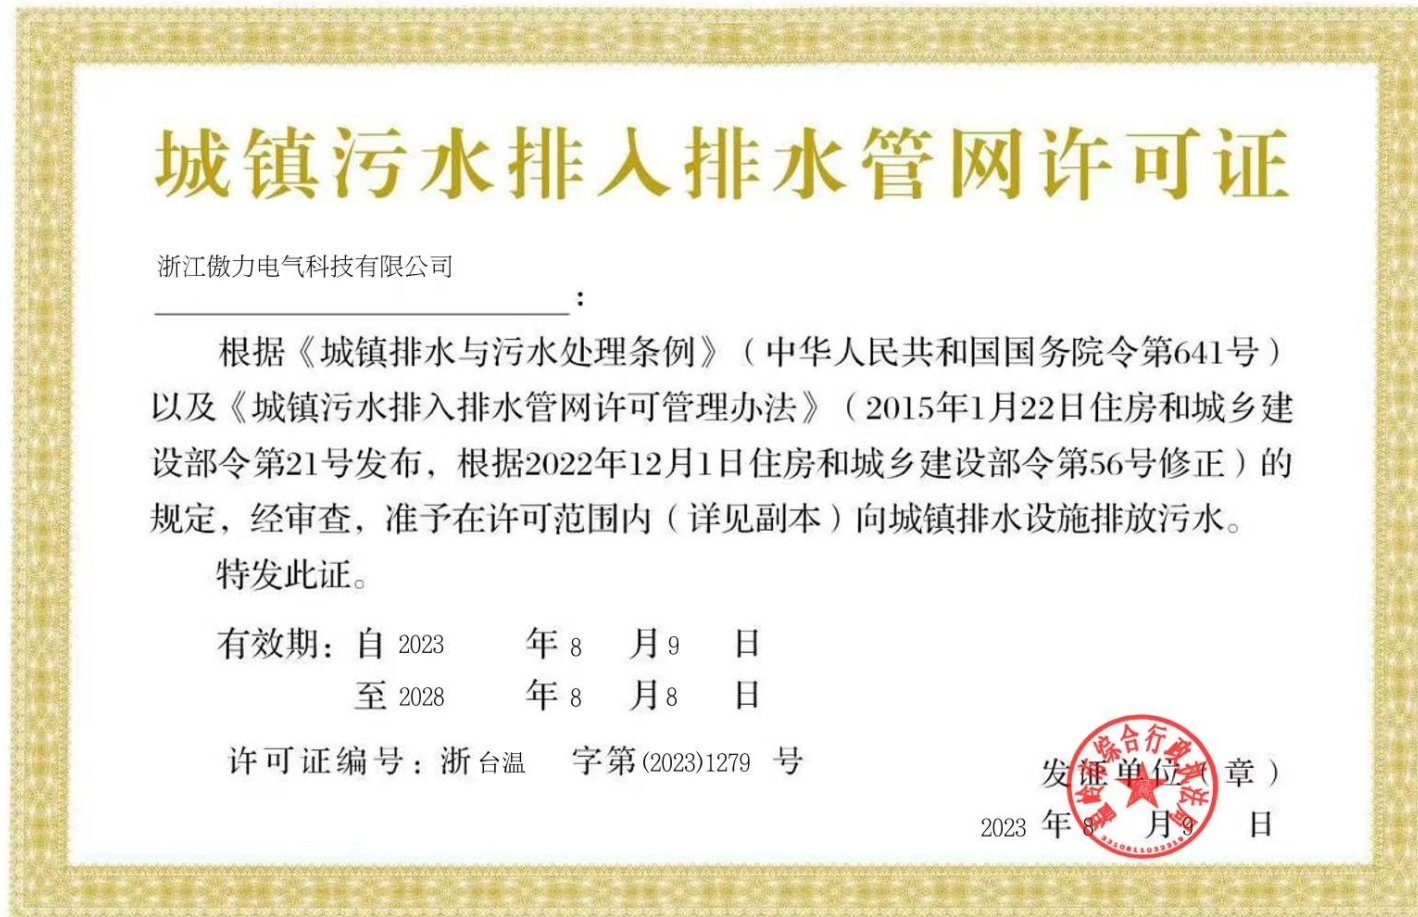 城镇污水排入排水管网许可证
浙江傲力电气科技有限公司
：
根据《城镇排水与污水处理条例》（中华人民共和国国务院令第641号）
以及《城镇污水排入排水管网许可管理办法》（2015年1月22日住房和城乡建
设部令第21号发布，根据2022年12月1日住房和城乡建设部令第56号修正）的
规定，经审查，准予在许可范围内（详见副本）向城镇排水设施排放污水。
特发此证。
有效期：自 2023 年 8 月 9 日
至 2028 年 8 月 8 日
许可证编号：浙 台温 字第 (2023)1279 号
发证单位（章）
2023 年 8 月 9 日
岭市综合行政执法局